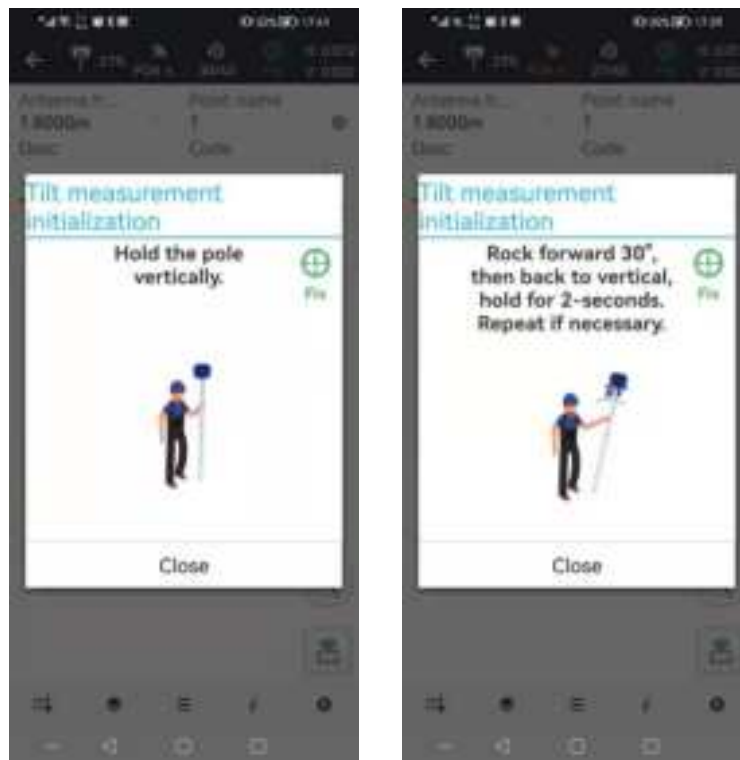 Antenna h...
Point name
1.8000m
1
Desc
Code
Tilt measurement
initialization
Hold the pole
vertically.
Fix
Close
Antenna h...
Point name
1.8000m
1
Desc
Code
Tilt measurement
initialization
Rock forward 30°,
then back to vertical,
hold for 2-seconds.
Repeat if necessary.
Fix
Close